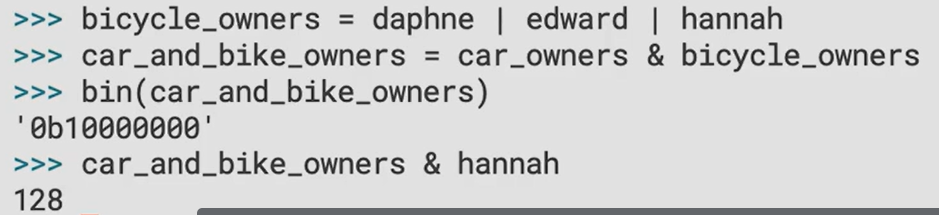 >>> bicycle_owners = daphne | edward | hannah
>>> car_and_bike_owners = car_owners & bicycle_owners
>>> bin(car_and_bike_owners)
'0b10000000'
>>> car_and_bike_owners & hannah
128